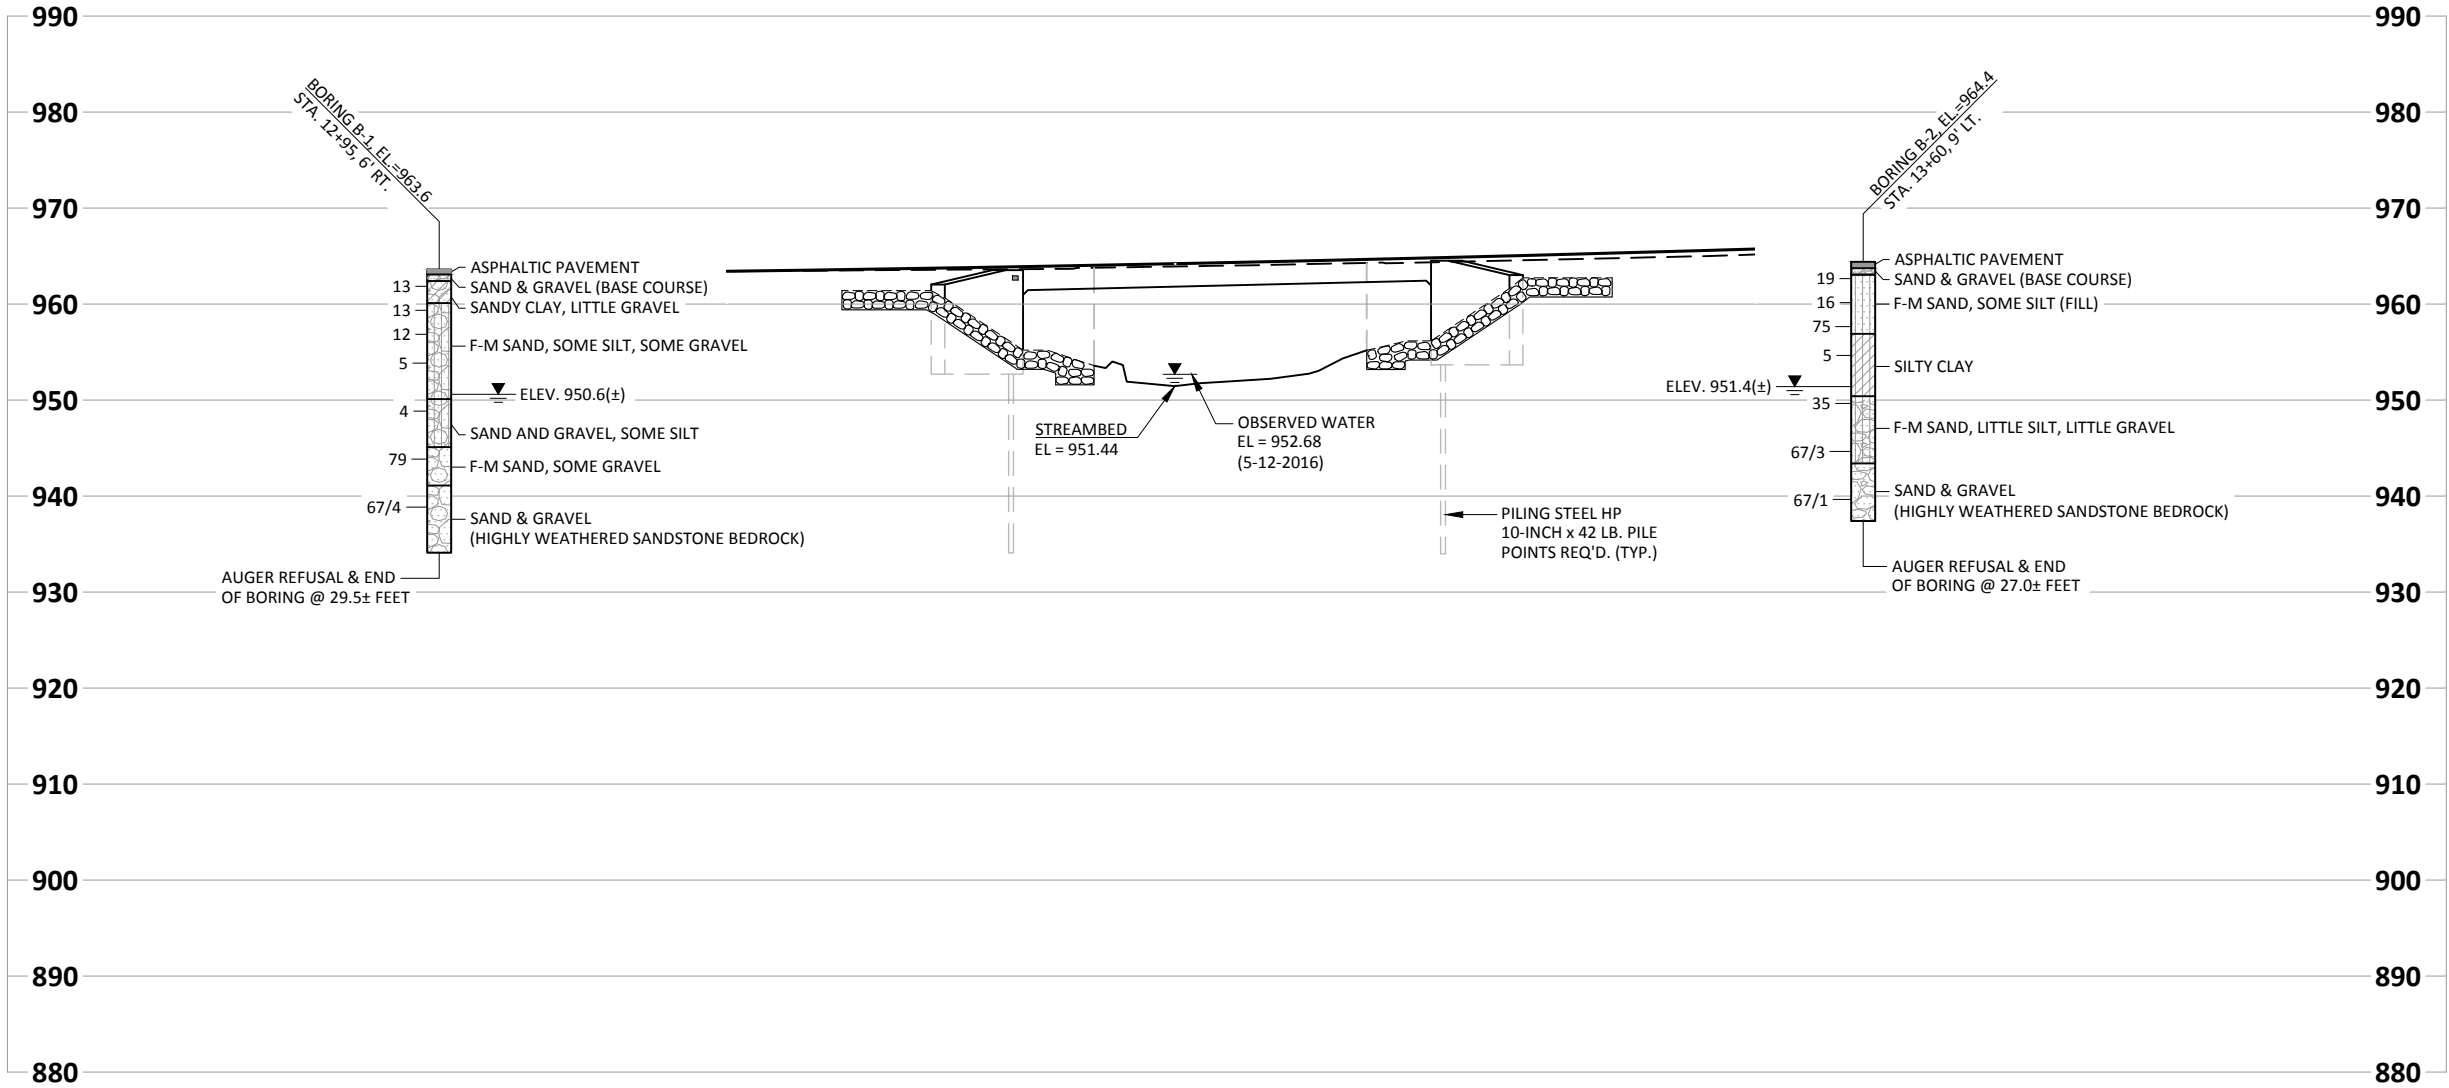 990
980
970
960
950
940
930
920
910
900
890
880
BORING B-1, EL.=963.6
STA. 12+95, 6' RT.
13
13
12
5
4
79
67/4
ASPHALTIC PAVEMENT
SAND & GRAVEL (BASE COURSE)
SANDY CLAY, LITTLE GRAVEL
F-M SAND, SOME SILT, SOME GRAVEL
ELEV. 950.6(±)
SAND AND GRAVEL, SOME SILT
F-M SAND, SOME GRAVEL
SAND & GRAVEL
(HIGHLY WEATHERED SANDSTONE BEDROCK)
AUGER REFUSAL & END
OF BORING @ 29.5± FEET
STREAMBED
EL = 951.44
OBSERVED WATER
EL = 952.68
(5-12-2016)
PILING STEEL HP
10-INCH x 42 LB. PILE
POINTS REQ'D. (TYP.)
BORING B-2, EL.=964.4
STA. 13+60, 9' LT.
19
16
75
5
ELEV. 951.4(±)
35
67/3
67/1
ASPHALTIC PAVEMENT
SAND & GRAVEL (BASE COURSE)
F-M SAND, SOME SILT (FILL)
SILTY CLAY
F-M SAND, LITTLE SILT, LITTLE GRAVEL
SAND & GRAVEL
(HIGHLY WEATHERED SANDSTONE BEDROCK)
AUGER REFUSAL & END
OF BORING @ 27.0± FEET
990
980
970
960
950
940
930
920
910
900
890
880